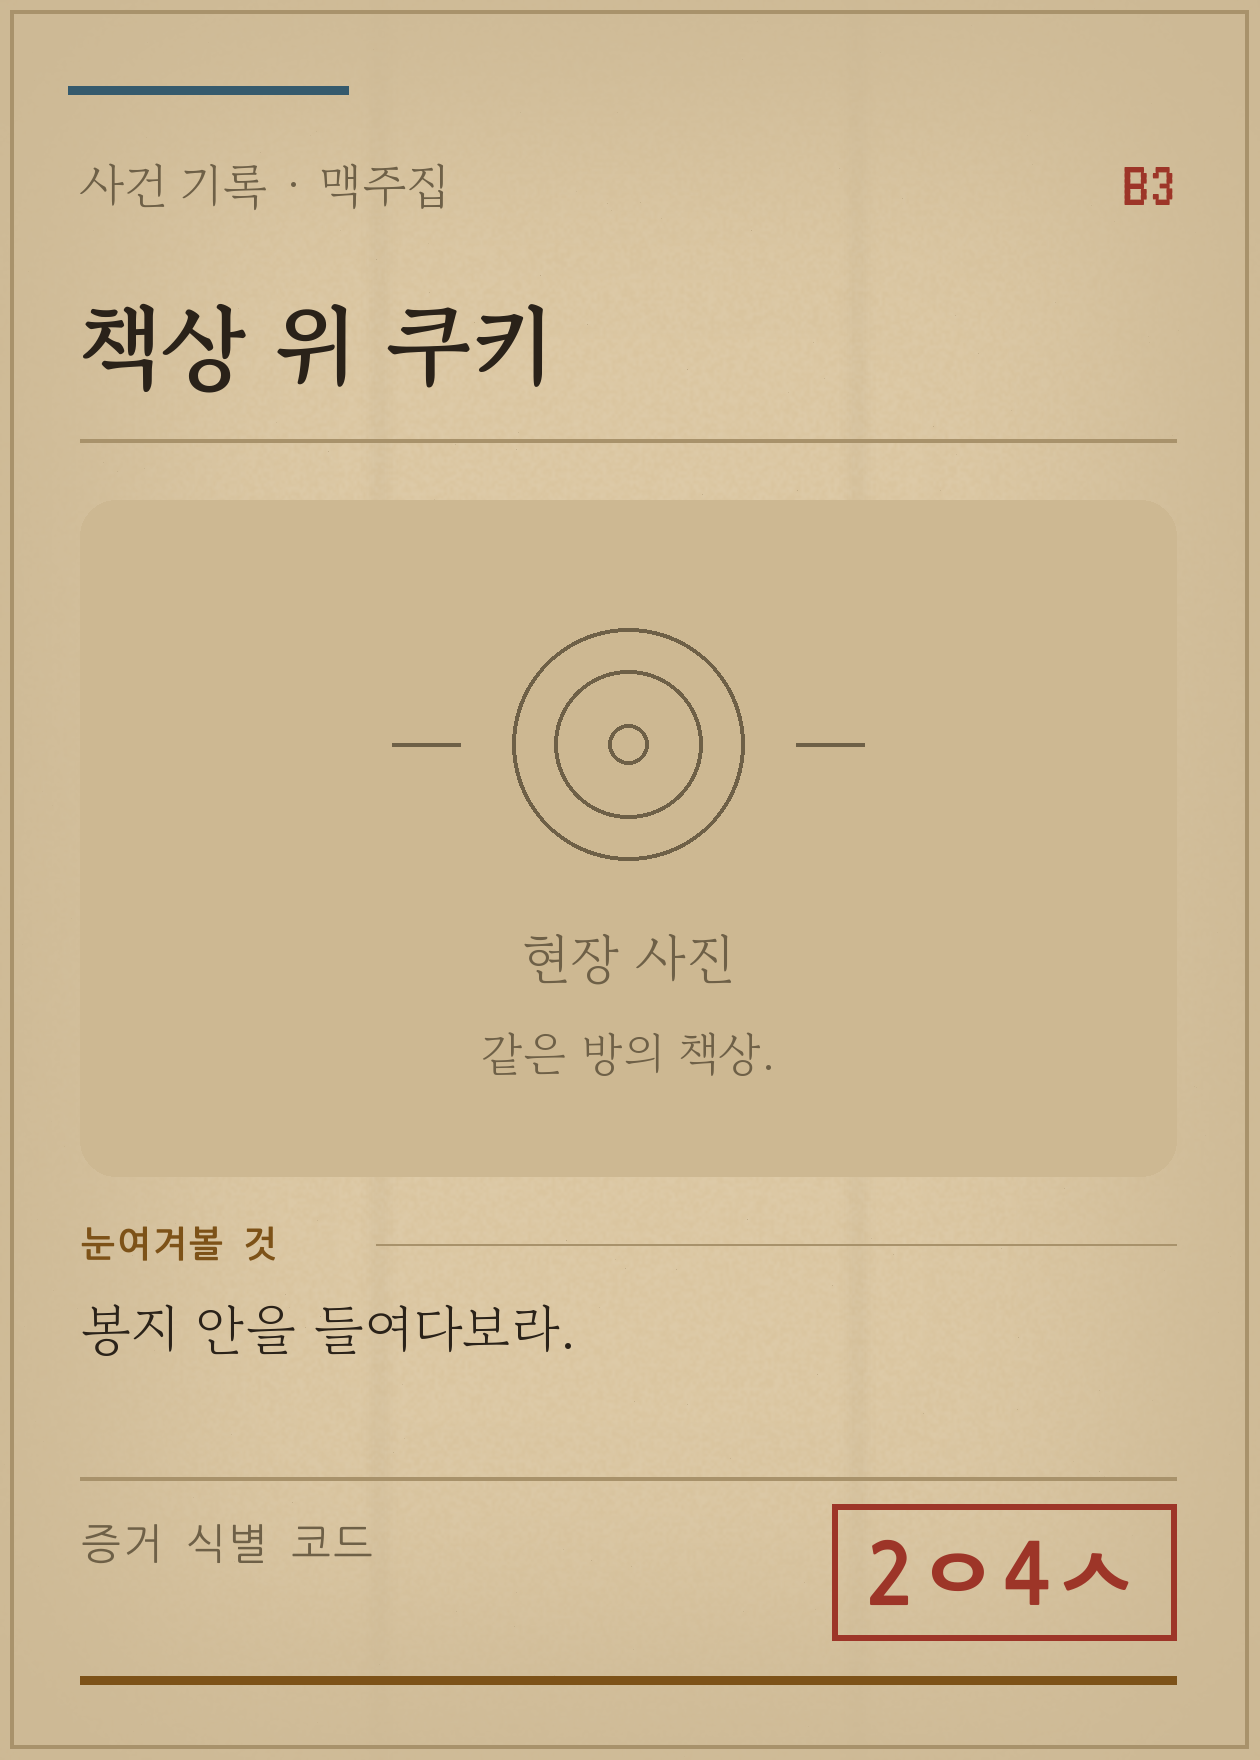 사건 기록 · 맥주집
B3
책상 위 쿠키
현장 사진
같은 방의 책상.
눈여겨볼 것
봉지 안을 들여다보라.
증거 식별 코드
2ㅇ4ㅅ